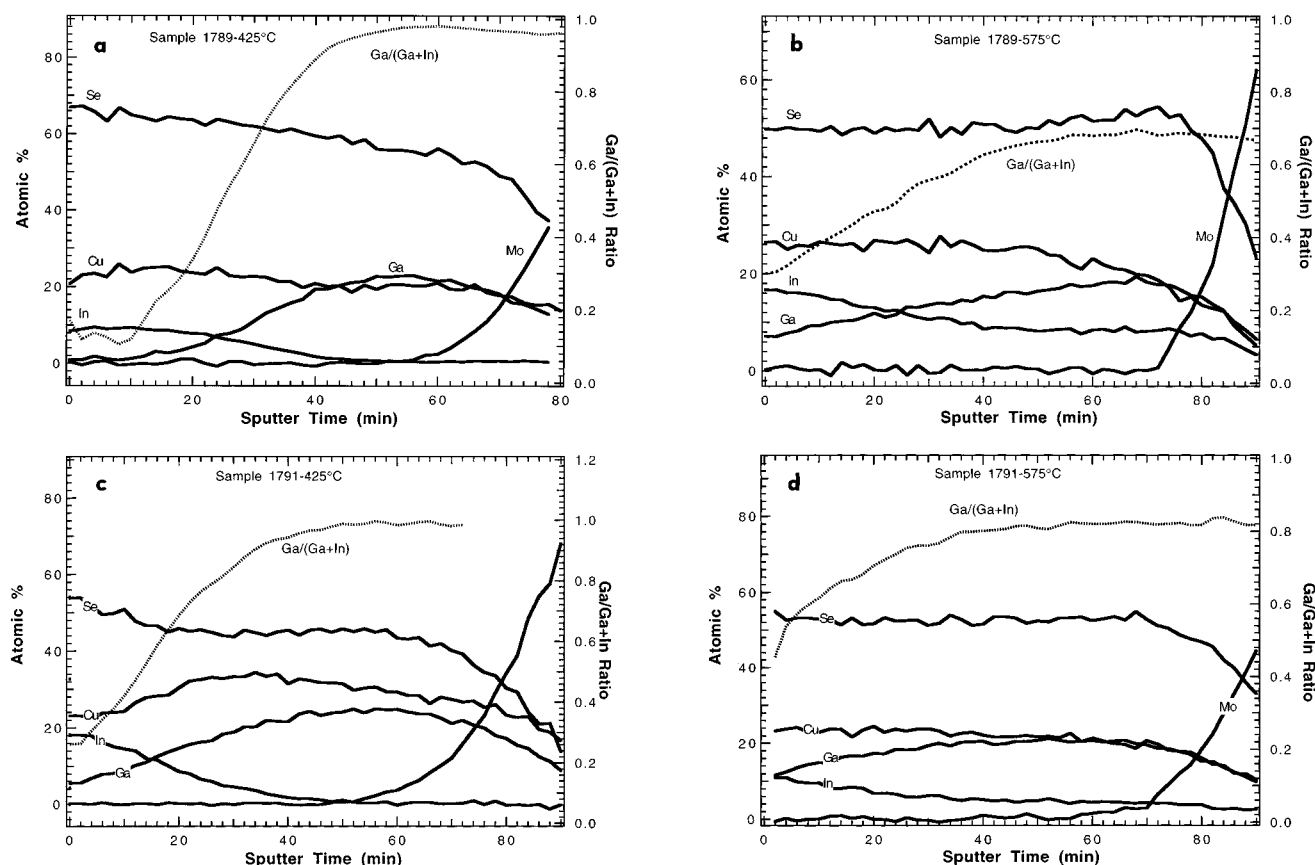 a
Sample 1789-425°C
Ga/(Ga+In)
Se
Cu
In
Ga
Mo
Atomic %
80
60
40
20
0
0
20
40
60
80
Sputter Time (min)
1.0
0.8
0.6
0.4
0.2
0.0
Ga/(Ga+In) Ratio
b
Sample 1789-575°C
Se
Ga/(Ga+In)
Cu
In
Ga
Mo
Atomic %
60
40
20
0
0
20
40
60
80
Sputter Time (min)
1.0
0.8
0.6
0.4
0.2
0.0
Ga/(Ga+In) Ratio
c
Sample 1791-425°C
Ga/(Ga+In)
Se
Cu
In
Ga
Atomic %
80
60
40
20
0
0
20
40
60
80
Sputter Time (min)
1.2
1.0
0.8
0.6
0.4
0.2
0.0
Ga/Ga+In Ratio
d
Sample 1791-575°C
Ga/(Ga+In)
Se
Cu
Ga
In
Mo
Atomic %
80
60
40
20
0
0
20
40
60
80
Sputter Time (min)
1.0
0.8
0.6
0.4
0.2
0.0
Ga/(Ga+In) Ratio